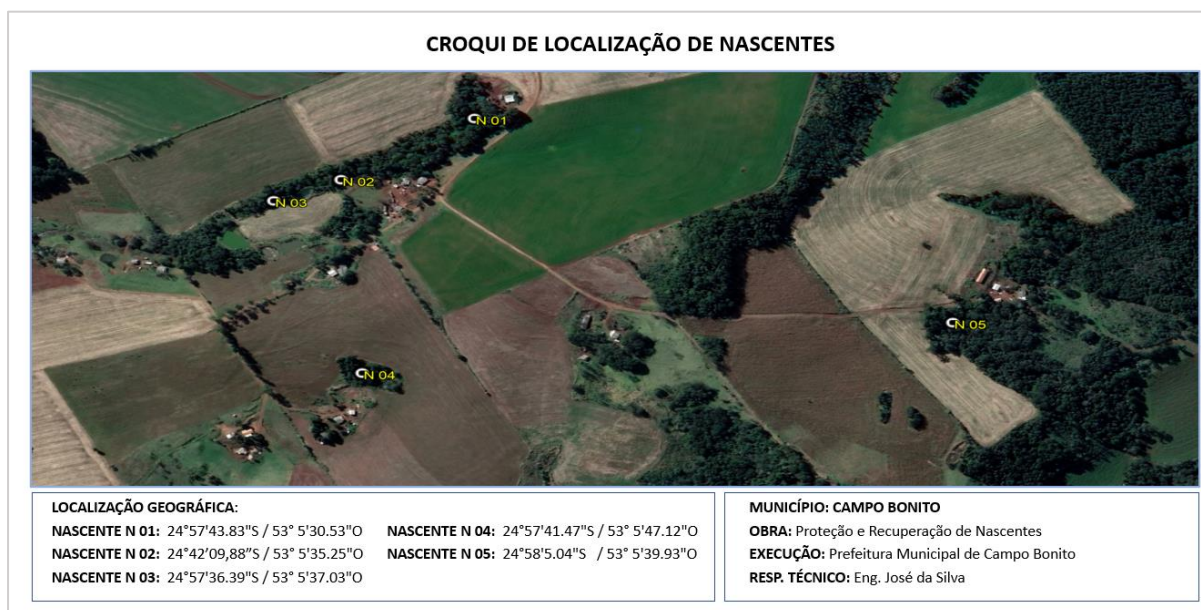 CROQUI DE LOCALIZAÇÃO DE NASCENTES
N 01
N 02
N 03
N 04
N 05
LOCALIZAÇÃO GEOGRÁFICA:
NASCENTE N 01: 24°57'43.83"S / 53° 5'30.53"O
NASCENTE N 02: 24°42’09,88”S / 53° 5'35.25"O
NASCENTE N 03: 24°57'36.39"S / 53° 5'37.03"O
NASCENTE N 04: 24°57'41.47"S / 53° 5'47.12"O
NASCENTE N 05: 24°58'5.04"S / 53° 5'39.93"O
MUNICÍPIO: CAMPO BONITO
OBRA: Proteção e Recuperação de Nascentes
EXECUÇÃO: Prefeitura Municipal de Campo Bonito
RESP. TÉCNICO: Eng. José da Silva